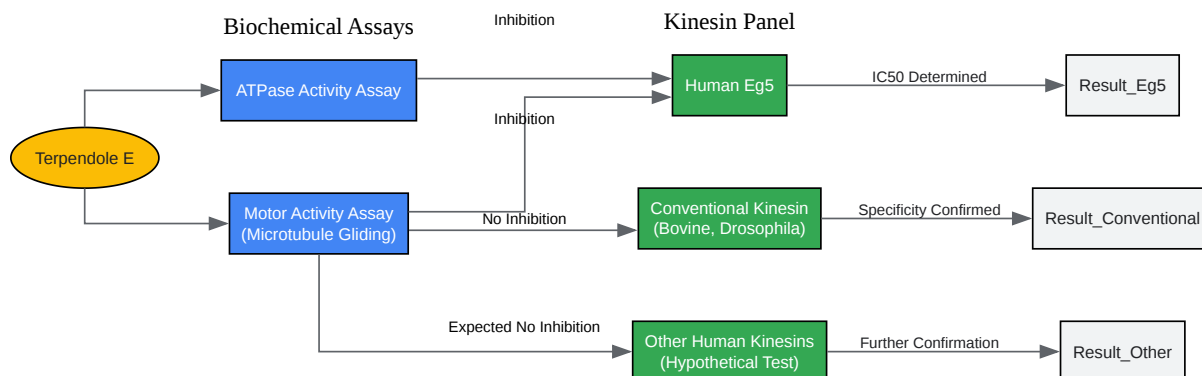 Inhibition
Biochemical Assays
Kinesin Panel
ATPase Activity Assay
Human Eg5
IC50 Determined
Result_Eg5
Inhibition
Terpendole E
Motor Activity Assay
(Microtubule Gliding)
No Inhibition
Conventional Kinesin
(Bovine, Drosophila)
Specificity Confirmed
Result_Conventional
Expected No Inhibition
Other Human Kinesins
(Hypothetical Test)
Further Confirmation
Result_Other